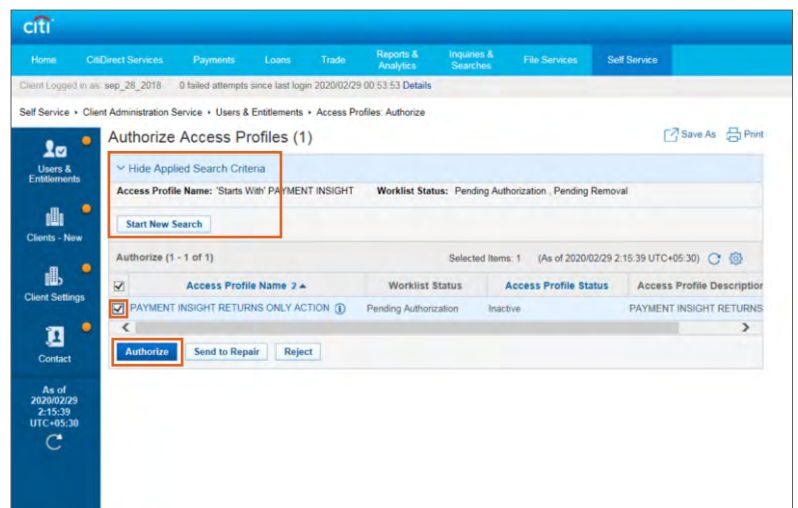 citi
Home CitiDirect Services Payments Loans Trade Reports & Analytics Inquiries & Searches File Services Self Service
Client Logged in as: sep_28_2018 0 failed attempts since last login 2020/02/29 00:53:53 Details
Self Service • Client Administration Service • Users & Entitlements • Access Profiles: Authorize
Users & Entitlements
Clients - New
Client Settings
Contact
As of
2020/02/29
2:15:39
UTC+05:30
Authorize Access Profiles (1)
Save As Print
Hide Applied Search Criteria
Access Profile Name: 'Starts With' PAYMENT INSIGHT Worklist Status: Pending Authorization , Pending Removal
Start New Search
Authorize (1 - 1 of 1) Selected Items: 1 (As of 2020/02/29 2:15:39 UTC+05:30)
Access Profile Name 2 Worklist Status Access Profile Status Access Profile Description
PAYMENT INSIGHT RETURNS ONLY ACTION Pending Authorization Inactive PAYMENT INSIGHT RETURNS
Authorize Send to Repair Reject